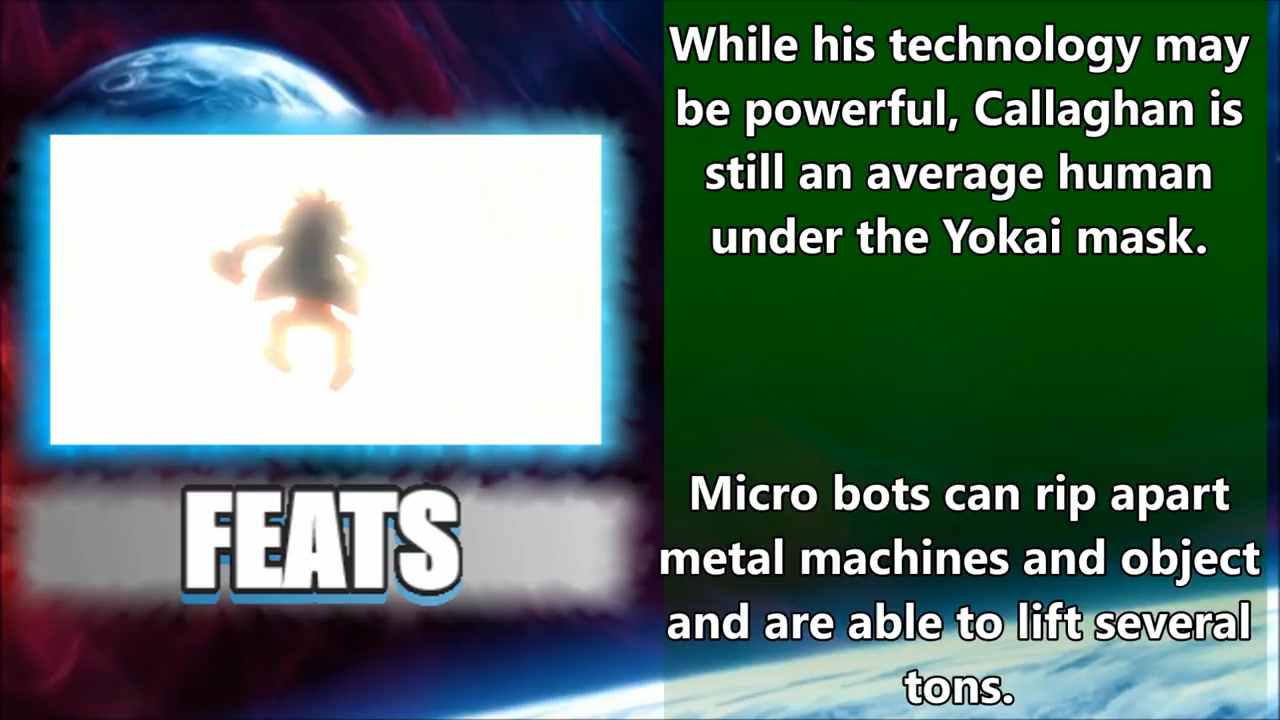 While his technology may
be powerful, Callaghan is
still an average human
under the Yokai mask.
FEATS
Micro bots can rip apart
metal machines and object
and are able to lift several
tons.